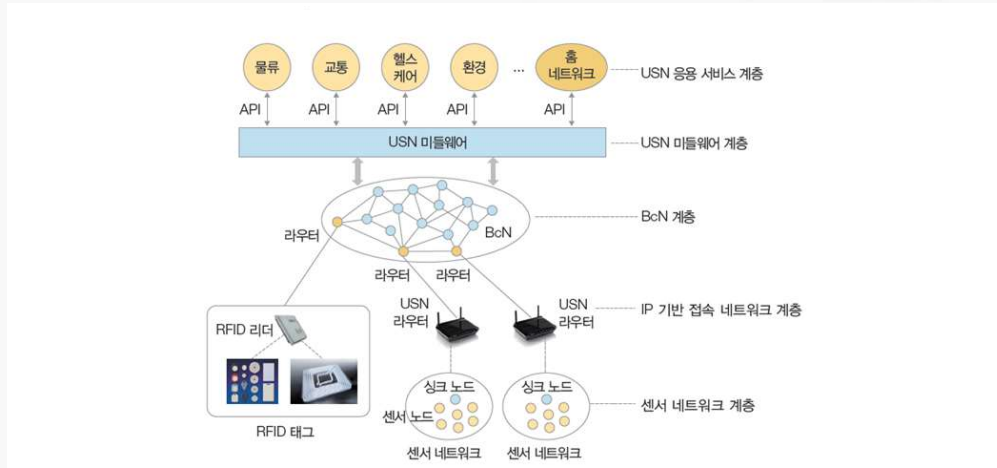 물류
교통
헬스
케어
환경
...
홈
네트워크
USN 응용 서비스 계층
API
API
API
API
API
USN 미들웨어
USN 미들웨어 계층
BcN
BcN 계층
라우터
라우터
라우터
USN
라우터
USN
라우터
IP 기반 접속 네트워크 계층
RFID 리더
RFID 태그
싱크 노드
센서 노드
센서 네트워크
싱크 노드
센서 네트워크
센서 네트워크 계층